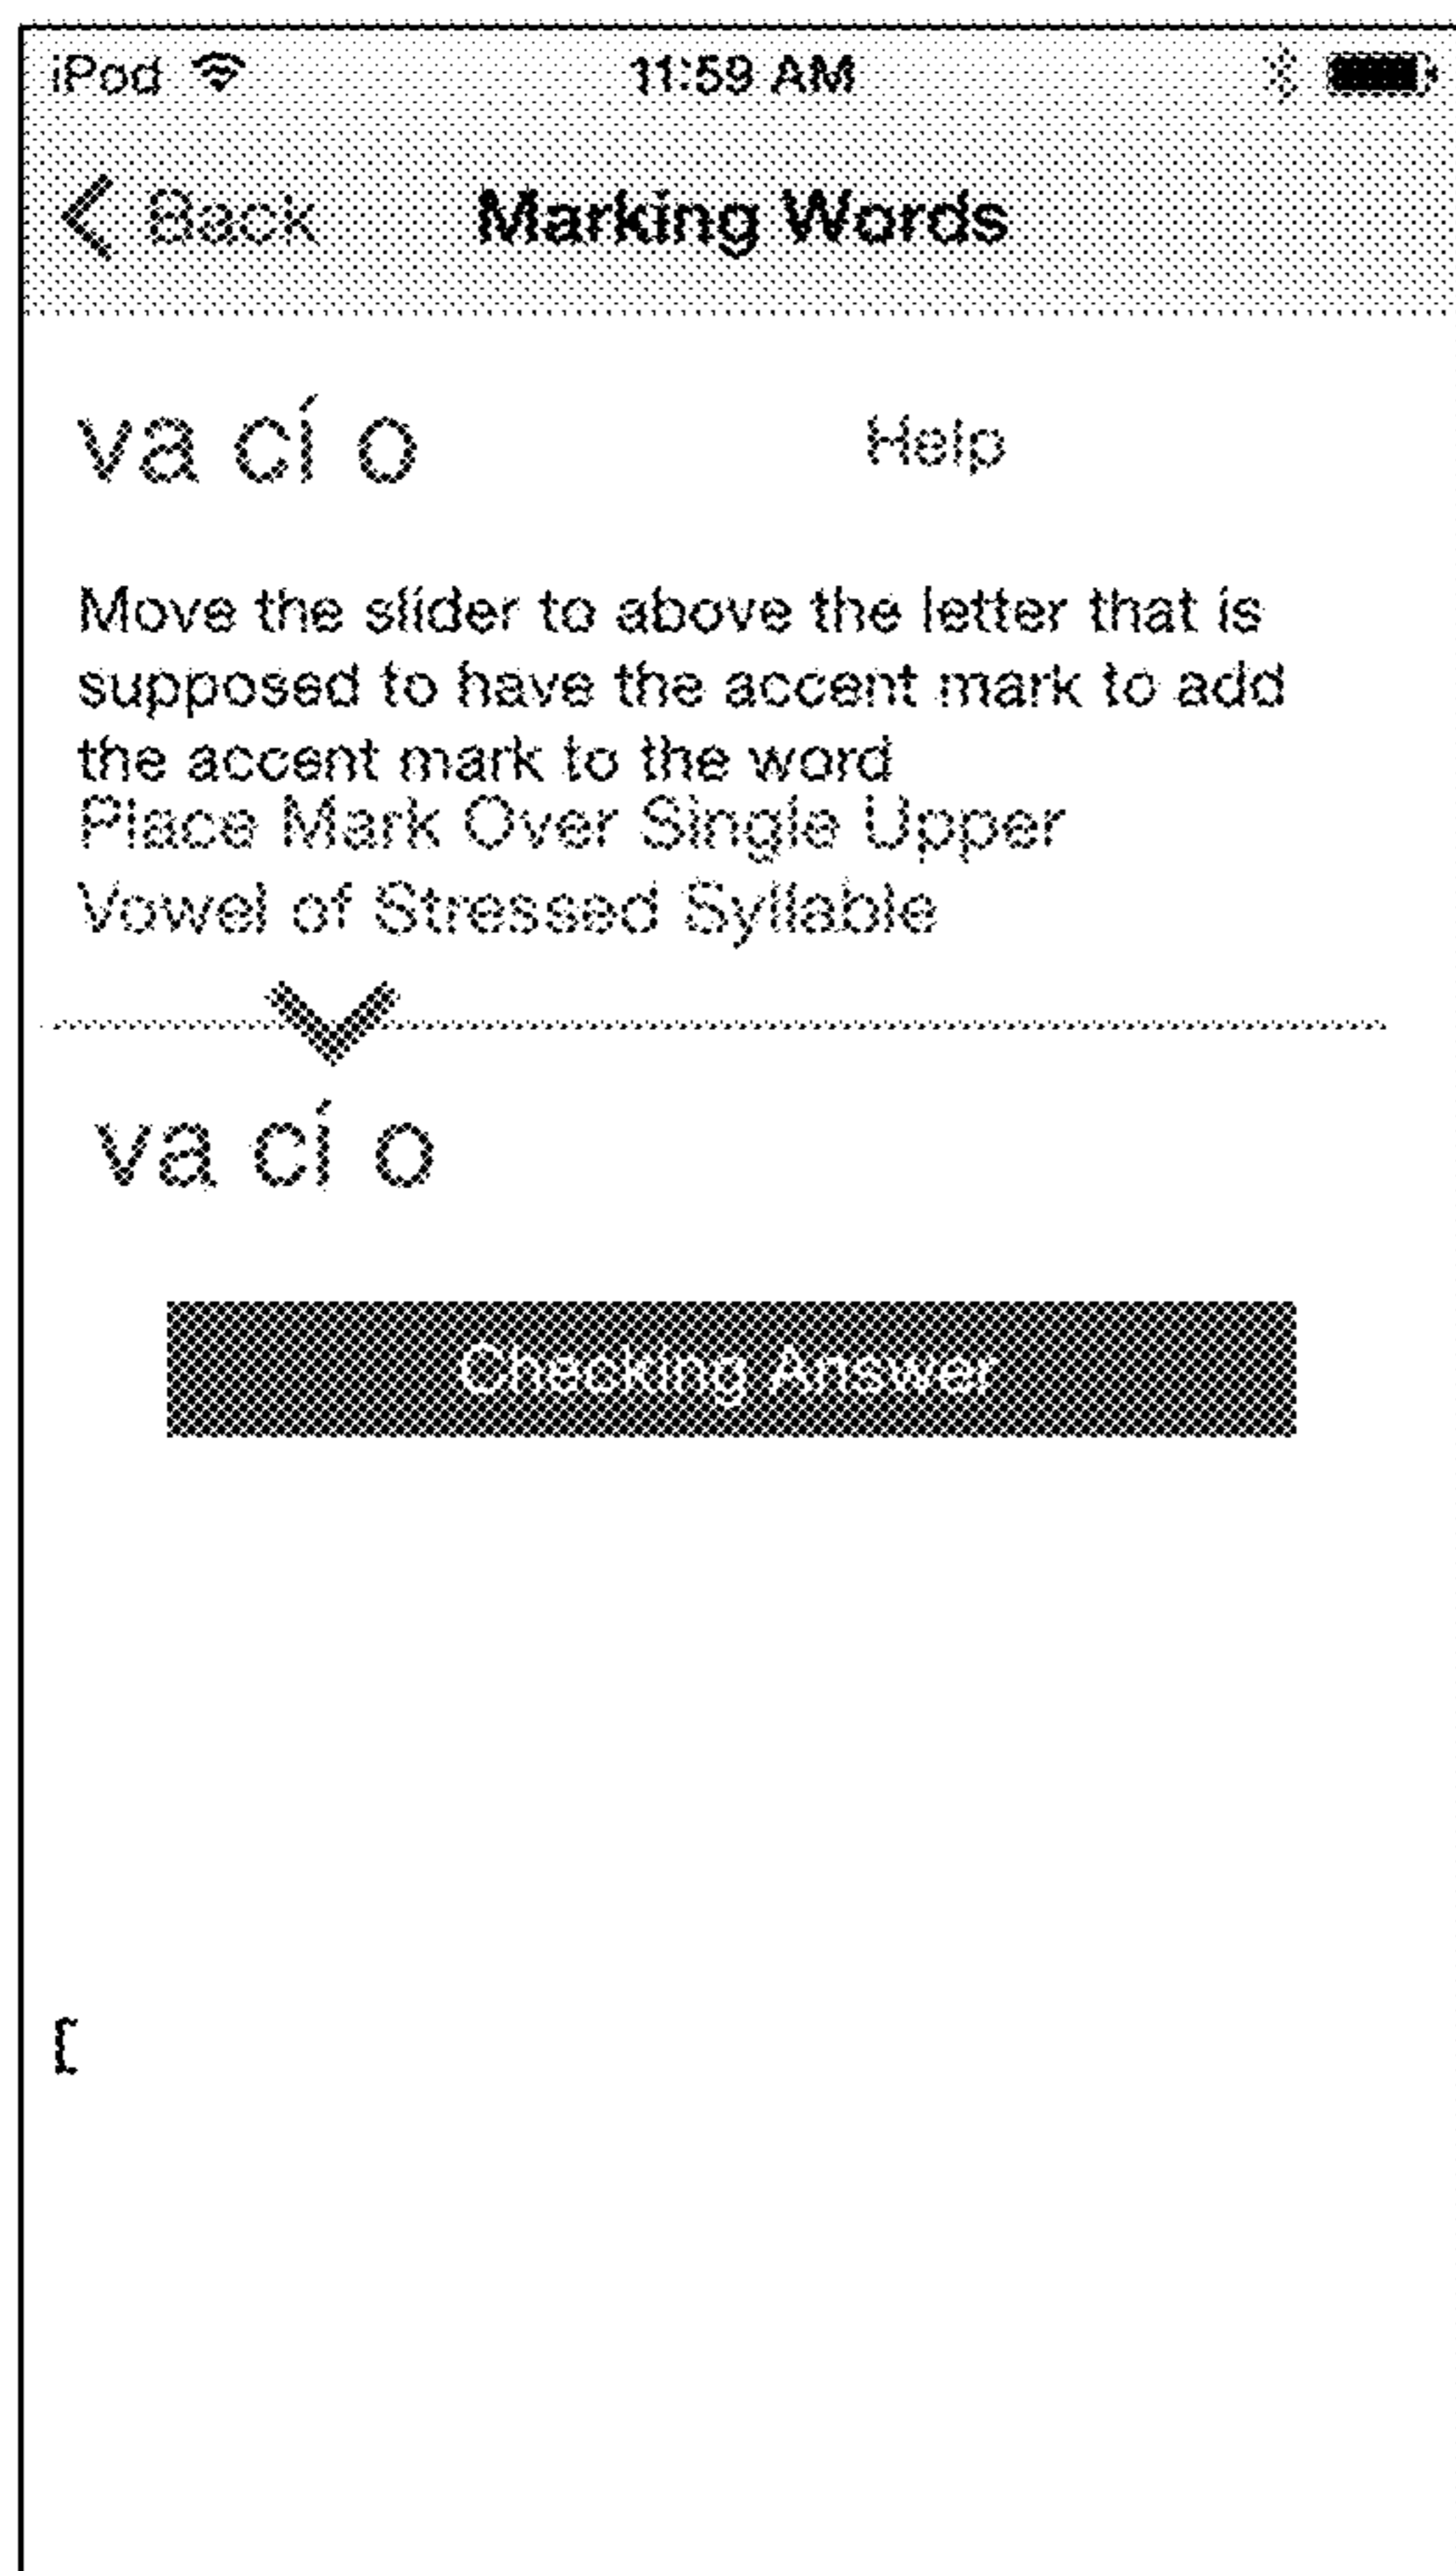 iPod 11:59 AM
Back Marking Words
va cí o Help
Move the slider to above the letter that is
supposed to have the accent mark to add
the accent mark to the word
Place Mark Over Single Upper
Vowel of Stressed Syllable
va cí o
Checking Answer
[